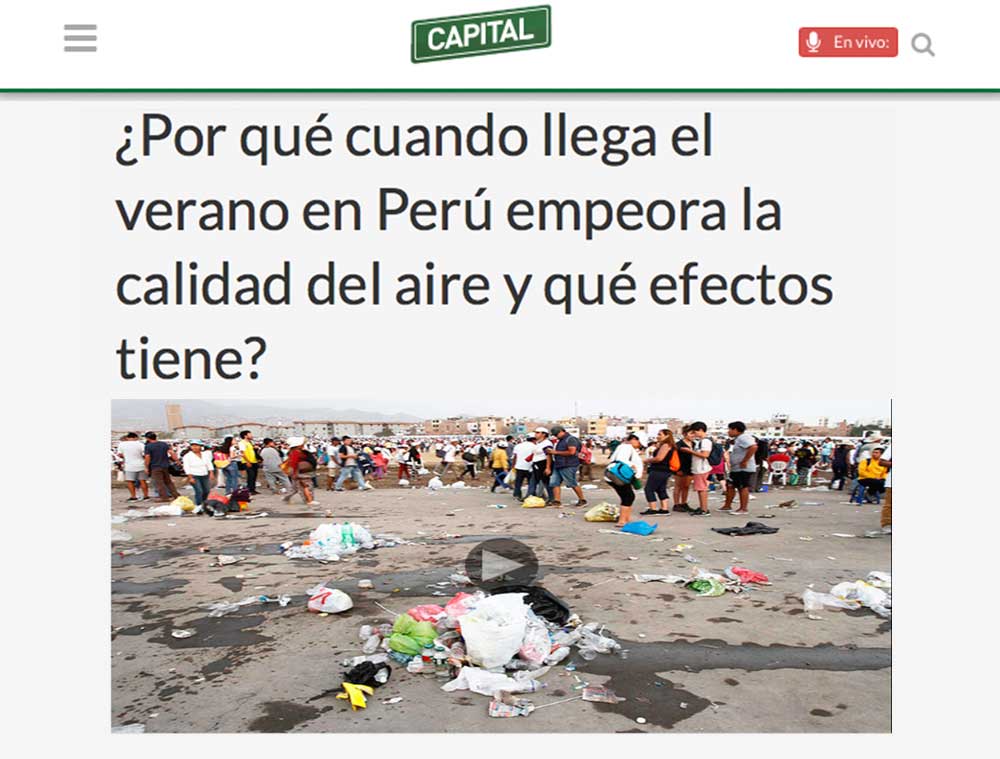 CAPITAL
En vivo:
¿Por qué cuando llega el
verano en Perú empeora la
calidad del aire y qué efectos
tiene?